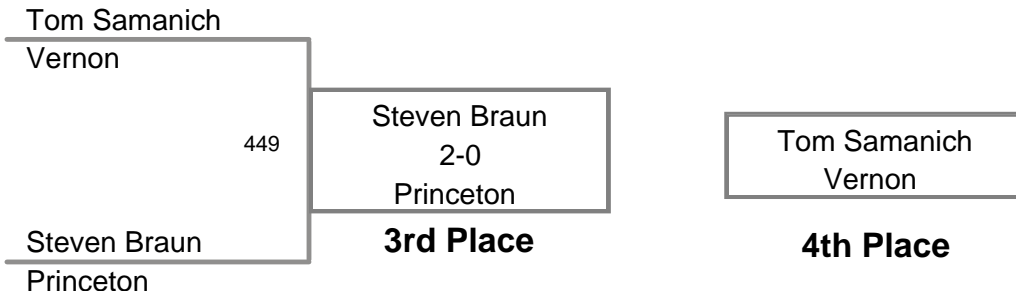 Tom Samanich
Vernon
449
Steven Braun
2-0
Princeton
3rd Place
Tom Samanich
Vernon
4th Place
Steven Braun
Princeton